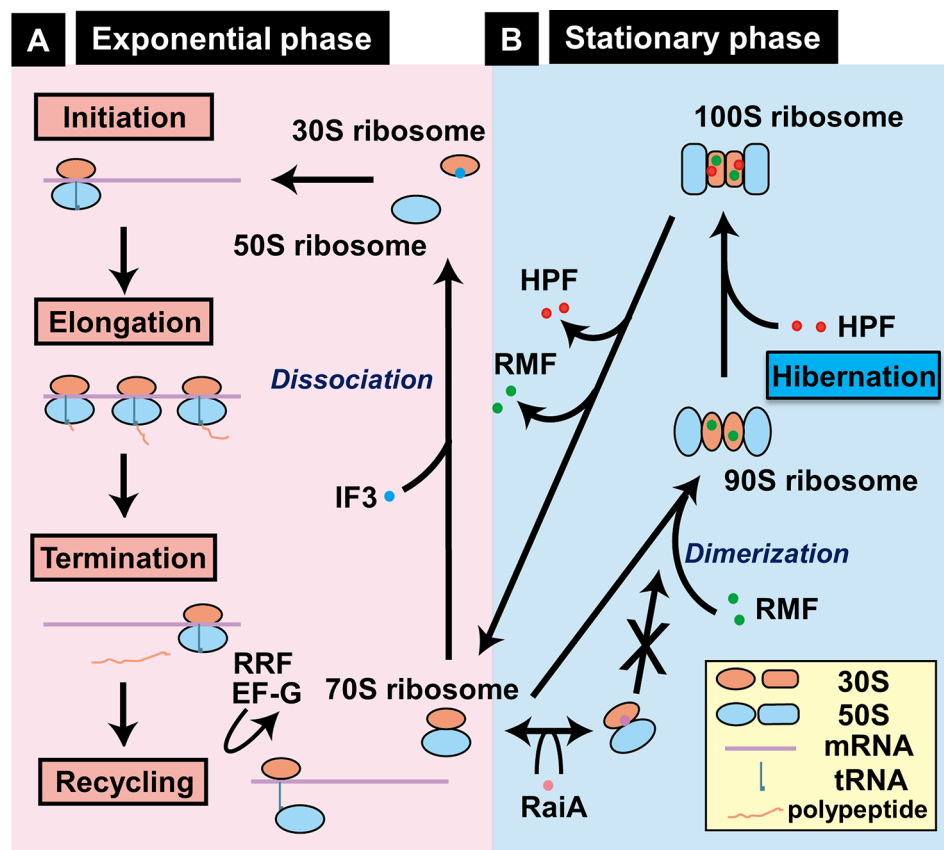 A
Exponential phase
Initiation
30S ribosome
50S ribosome
Elongation
Dissociation
IF3
Termination
RRF
EF-G
70S ribosome
Recycling
B
Stationary phase
100S ribosome
HPF
HPF
RMF
Hibernation
90S ribosome
Dimerization
RMF
RaiA
30S
50S
mRNA
tRNA
polypeptide